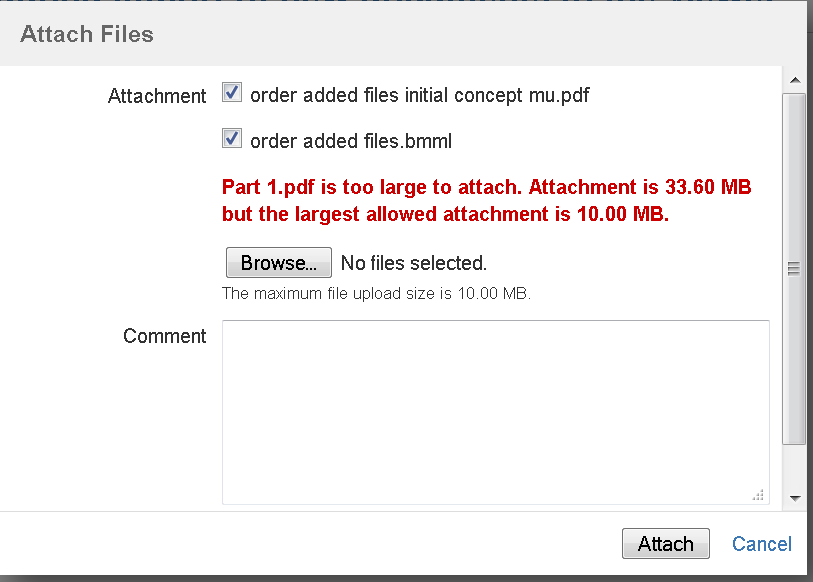 Attach Files
Attachment
order added files initial concept mu.pdf
order added files.bmml
Part 1.pdf is too large to attach. Attachment is 33.60 MB
but the largest allowed attachment is 10.00 MB.
Browse... No files selected.
The maximum file upload size is 10.00 MB.
Comment
Attach Cancel